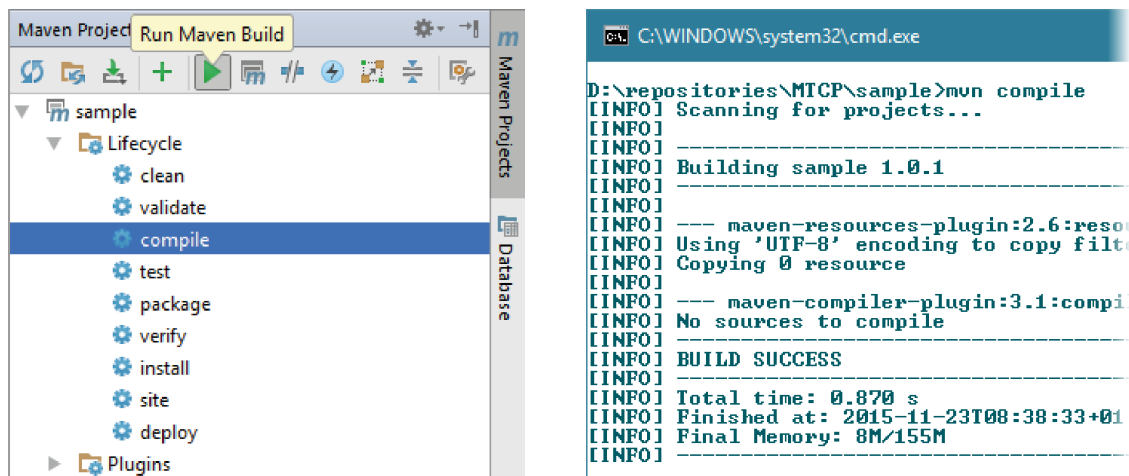 Maven Project
Run Maven Build
sample
Lifecycle
clean
validate
compile
test
package
verify
install
site
deploy
Plugins
m
Maven Projects
Database
C:\WINDOWS\system32\cmd.exe
D:\repositories\MTCP\sample>mvn compile
[INFO] Scanning for projects...
[INFO]
[INFO] ------------------------------------------------
[INFO] Building sample 1.0.1
[INFO] ------------------------------------------------
[INFO]
[INFO] --- maven-resources-plugin:2.6:reso
[INFO] Using 'UTF-8' encoding to copy filt
[INFO] Copying 0 resource
[INFO]
[INFO] --- maven-compiler-plugin:3.1:compi
[INFO] No sources to compile
[INFO] ------------------------------------------------
[INFO] BUILD SUCCESS
[INFO] ------------------------------------------------
[INFO] Total time: 0.870 s
[INFO] Finished at: 2015-11-23T08:38:33+01
[INFO] Final Memory: 8M/155M
[INFO] ------------------------------------------------